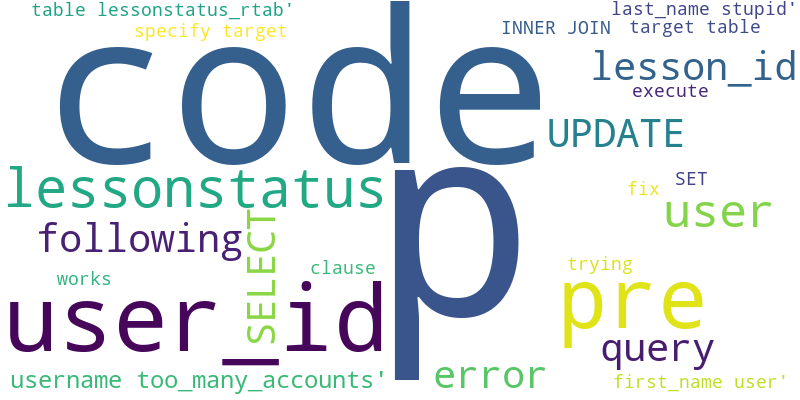 table lessonstatus_rtab'
last_name stupid'
specify target
INNER JOIN
target table
code
lesson_id
execute
UPDATE
lessonstatus
p
fix
SET
user
following
SELECT
works
clause
trying
user_id
pre
query
username too_many_accounts'
error
first_name user'